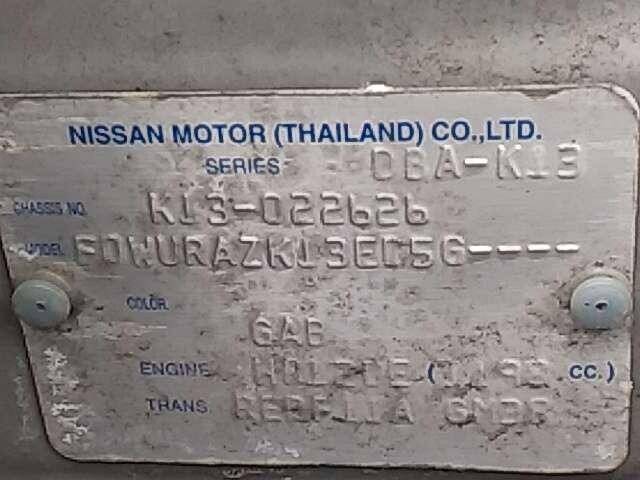 NISSAN MOTOR (THAILAND) CO.,LTD.
SERIES DBA-K13
CHASSIS NO. K13-022626
MODEL FDWURAZK13EC5G----
COLOR
GAB
ENGINE (1192 CC.)
TRANS.